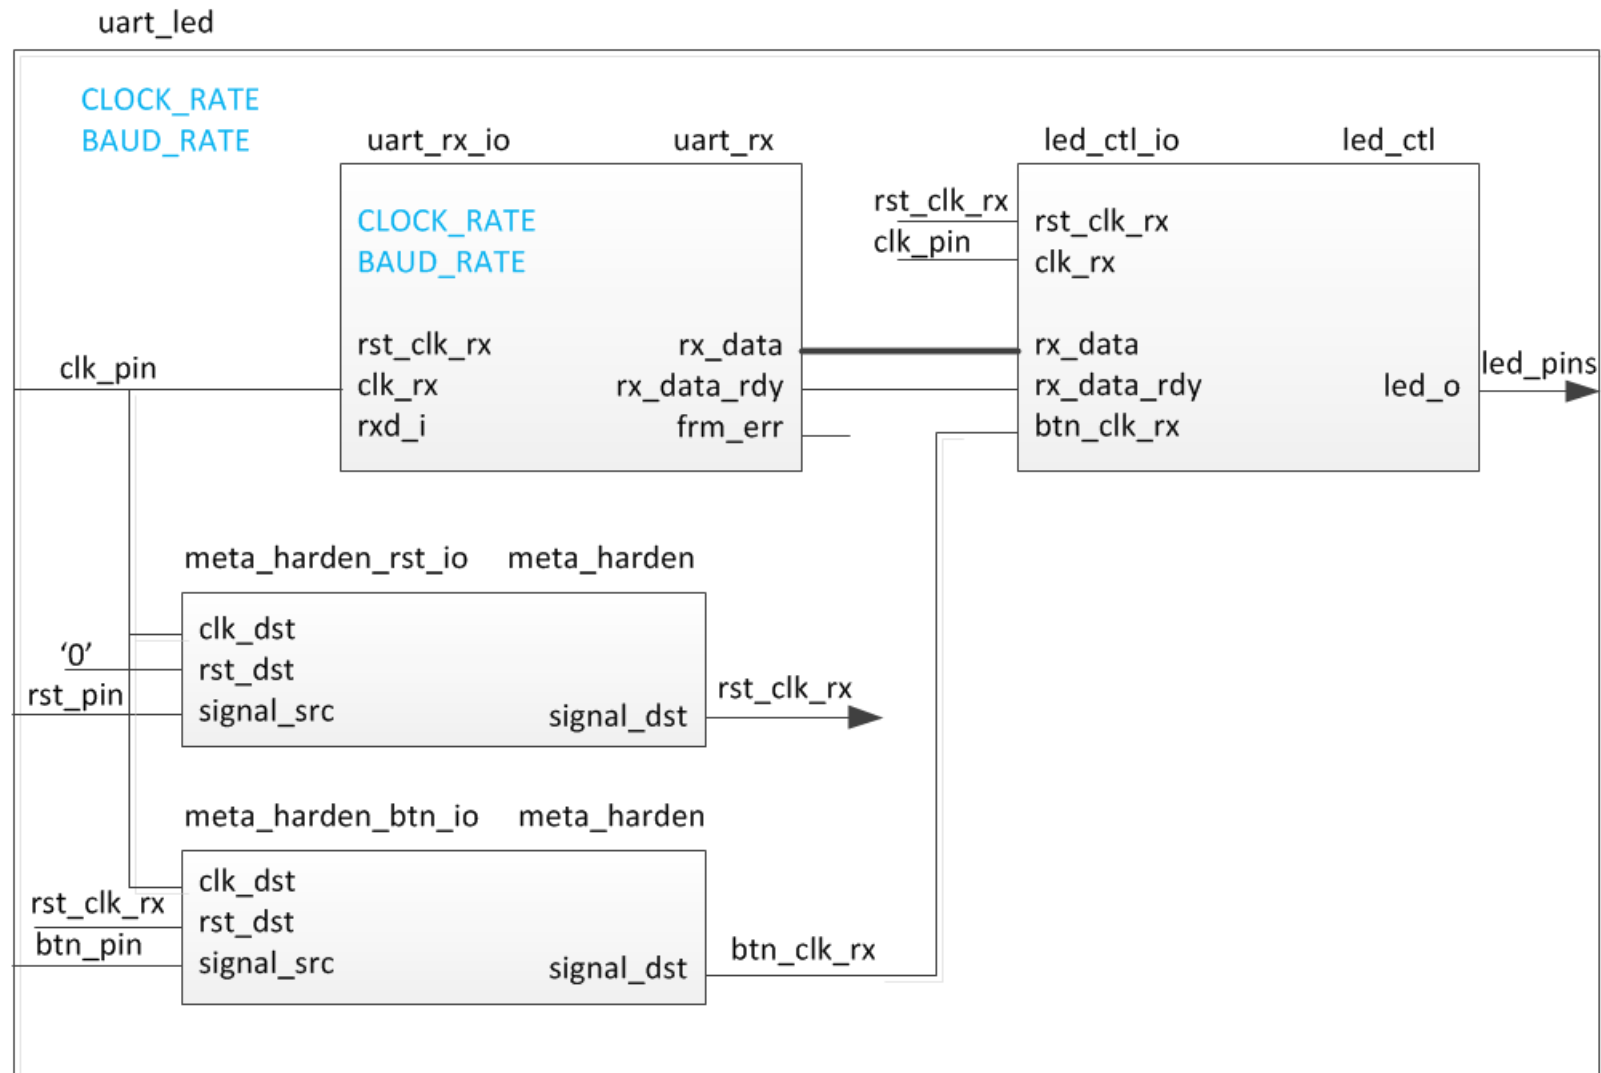 uart_led
CLOCK_RATE
BAUD_RATE
uart_rx_io uart_rx
CLOCK_RATE
BAUD_RATE
rst_clk_rx
clk_rx
rxd_i
rx_data
rx_data_rdy
frm_err
clk_pin
led_ctl_io led_ctl
rst_clk_rx
clk_pin
rst_clk_rx
clk_rx
rx_data
rx_data_rdy
btn_clk_rx
led_o
led_pins
meta_harden_rst_io meta_harden
‘0’
rst_pin
clk_dst
rst_dst
signal_src
signal_dst
rst_clk_rx
meta_harden_btn_io meta_harden
rst_clk_rx
btn_pin
clk_dst
rst_dst
signal_src
signal_dst
btn_clk_rx